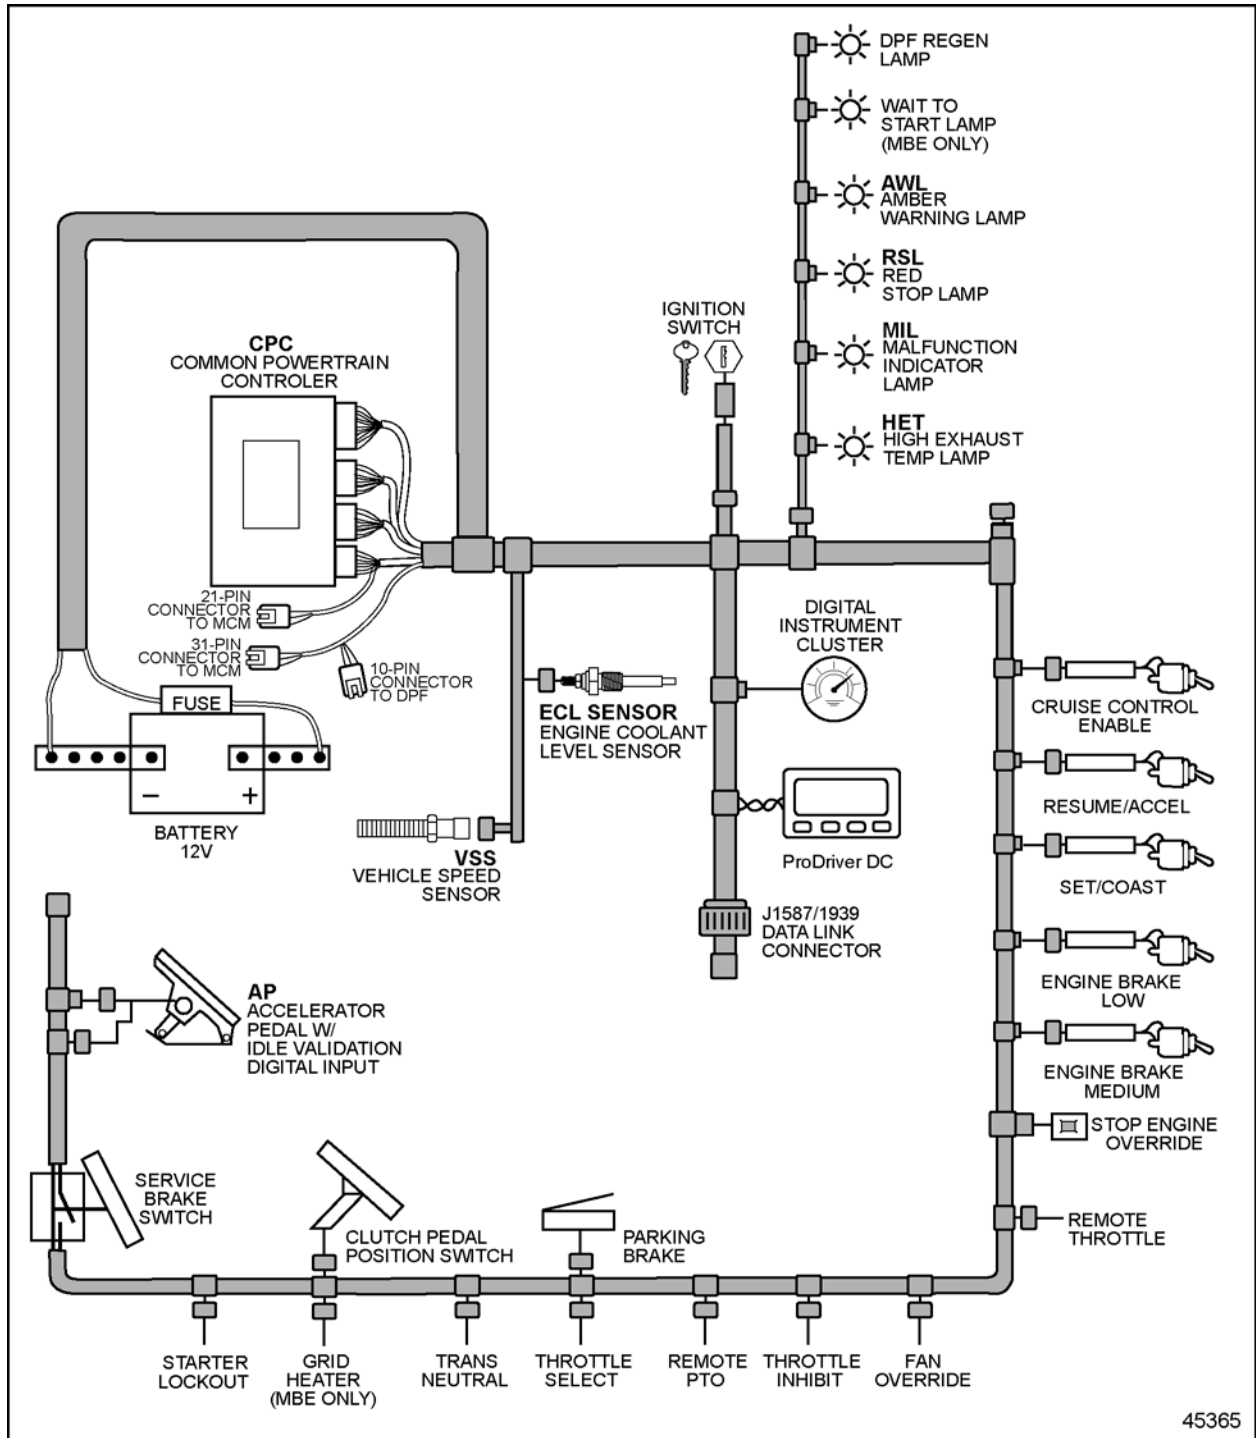 DPF REGEN
LAMP
WAIT TO
START LAMP
(MBE ONLY)
AWL
AMBER
WARNING LAMP
RSL
RED
STOP LAMP
MIL
MALFUNCTION
INDICATOR
LAMP
HET
HIGH EXHAUST
TEMP LAMP
IGNITION
SWITCH
CPC
COMMON POWERTRAIN
CONTROLER
21-PIN
CONNECTOR
TO MCM
31-PIN
CONNECTOR
TO MCM
10-PIN
CONNECTOR
TO DPF
FUSE
− +
BATTERY
12V
ECL SENSOR
ENGINE COOLANT
LEVEL SENSOR
VSS
VEHICLE SPEED
SENSOR
DIGITAL
INSTRUMENT
CLUSTER
ProDriver DC
J1587/1939
DATA LINK
CONNECTOR
CRUISE CONTROL
ENABLE
RESUME/ACCEL
SET/COAST
ENGINE BRAKE
LOW
ENGINE BRAKE
MEDIUM
STOP ENGINE
OVERRIDE
REMOTE
THROTTLE
AP
ACCELERATOR
PEDAL W/
IDLE VALIDATION
DIGITAL INPUT
SERVICE
BRAKE
SWITCH
CLUTCH PEDAL
POSITION SWITCH
PARKING
BRAKE
STARTER
LOCKOUT
GRID
HEATER
(MBE ONLY)
TRANS
NEUTRAL
THROTTLE
SELECT
REMOTE
PTO
THROTTLE
INHIBIT
FAN
OVERRIDE
45365